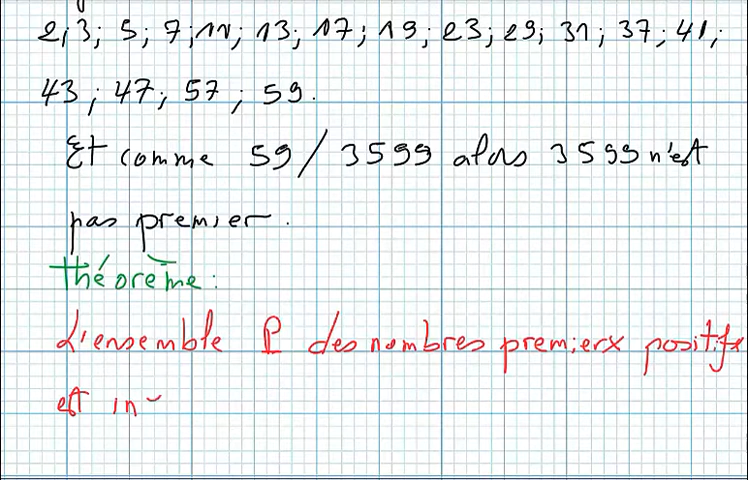 2; 3; 5; 7; 11; 13; 17; 19; 23; 29; 31; 37; 41;
43; 47; 57; 59.
Et comme 59/3599 alors 3599 n'est
pas premier.
théorème:
L'ensemble P des nombres premierx positifs
est in